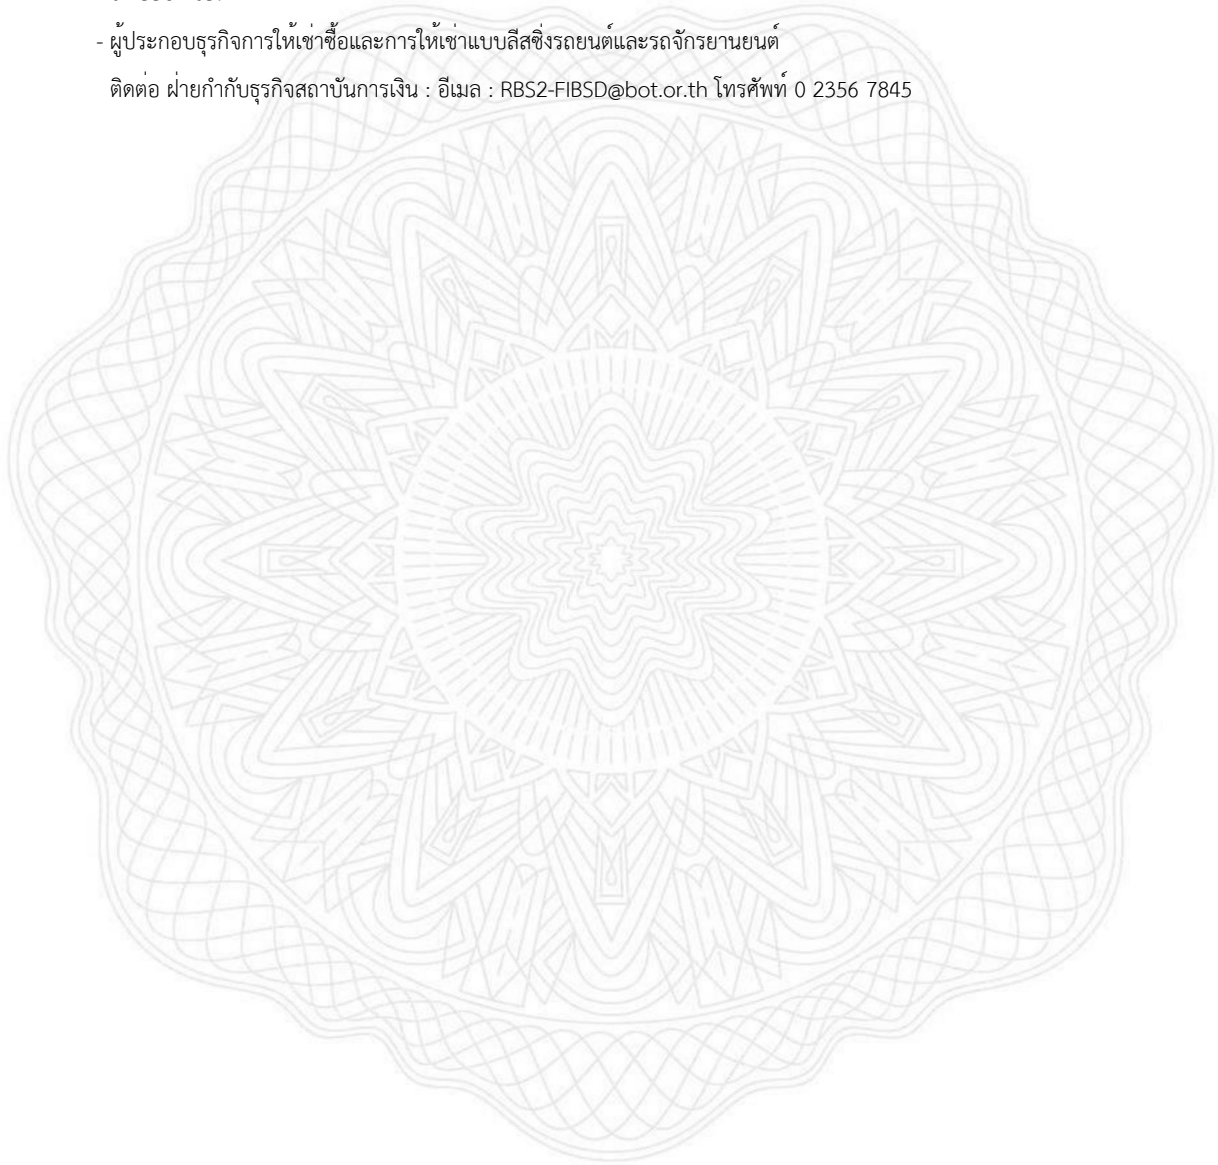 - ผู้ประกอบธุรกิจการให้เช่าซื้อและการให้เช่าแบบลีสซิ่งรถยนต์และรถจักรยานยนต์
ติดต่อ ฝ่ายกำกับธุรกิจสถาบันการเงิน : อีเมล : RBS2-FIBSD@bot.or.th โทรศัพท์ 0 2356 7845